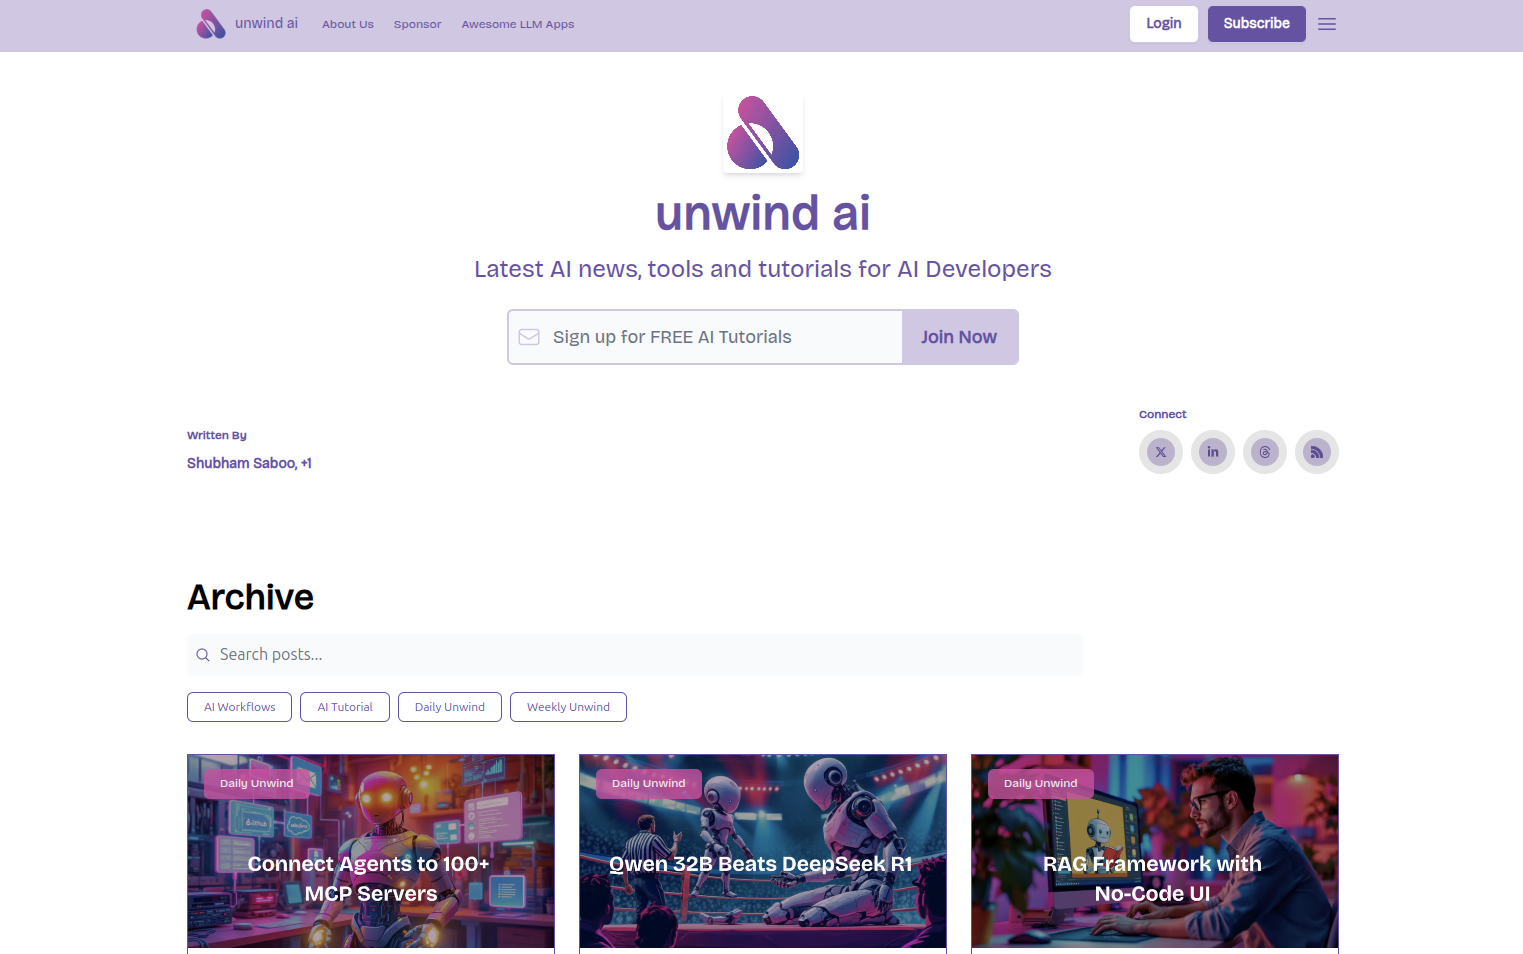 unwind ai
About Us
Sponsor
Awesome LLM Apps
Login
Subscribe
unwind ai
Latest AI news, tools and tutorials for AI Developers
Sign up for FREE AI Tutorials
Join Now
Written By
Shubham Saboo, +1
Connect
Archive
Search posts...
AI Workflows
AI Tutorial
Daily Unwind
Weekly Unwind
Daily Unwind
GitHub
Connect Agents to 100+
MCP Servers
Daily Unwind
Qwen 32B Beats DeepSeek R1
Daily Unwind
RAG Framework with
No-Code UI